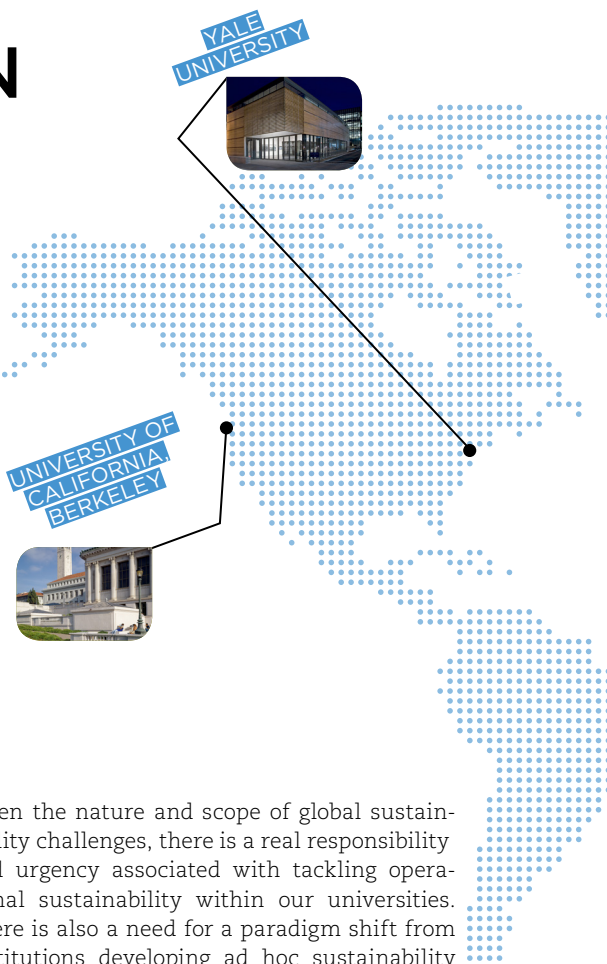 N
YALE
UNIVERSITY
UNIVERSITY OF
CALIFORNIA,
BERKELEY
en the nature and scope of global sustain-
lity challenges, there is a real responsibility
d urgency associated with tackling opera-
nal sustainability within our universities.
ere is also a need for a paradigm shift from
titutions developing ad hoc sustainability